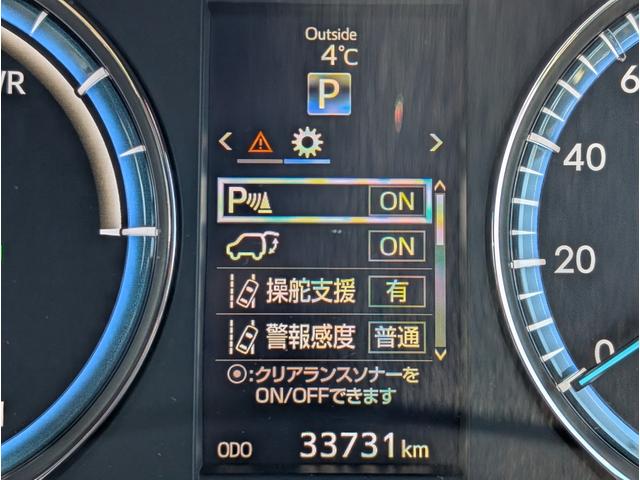 Outside
4℃
P
P ON
ON
操舵支援 有
警報感度 普通
⦿:クリアランスソナーを
ON/OFFできます
ODO 33731km
WR
6
40
20
0